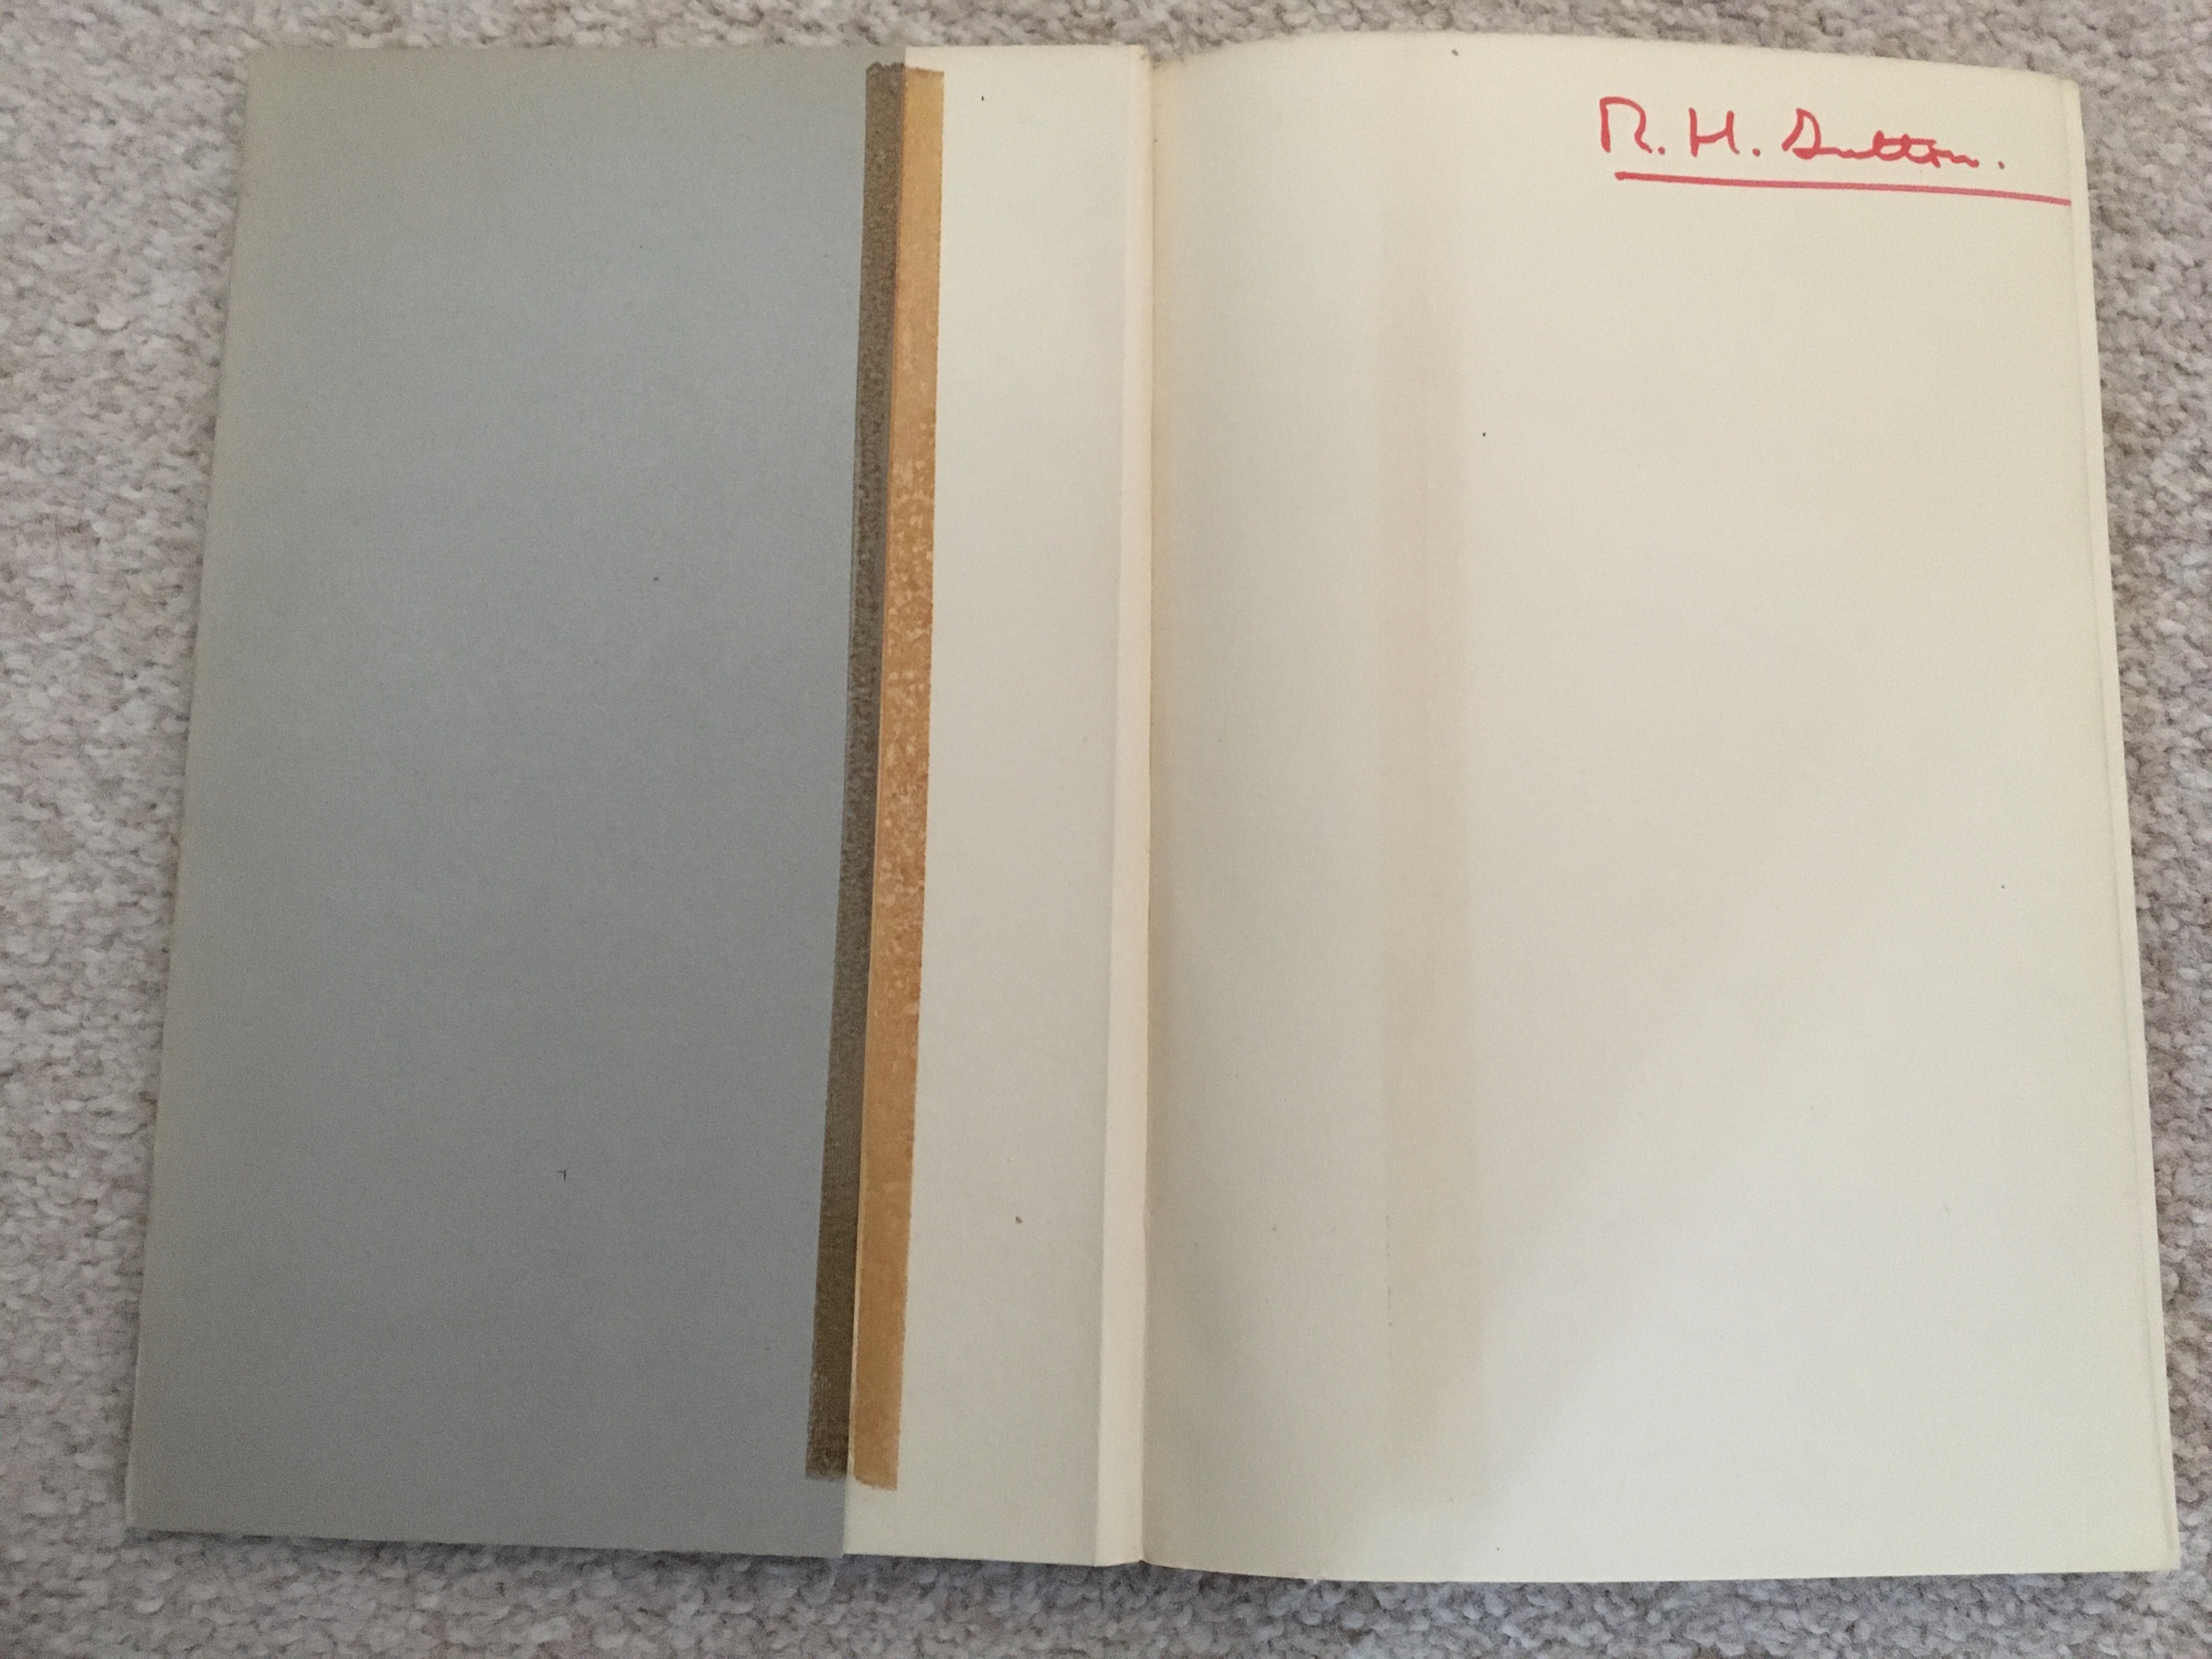 R. H. Sutton.